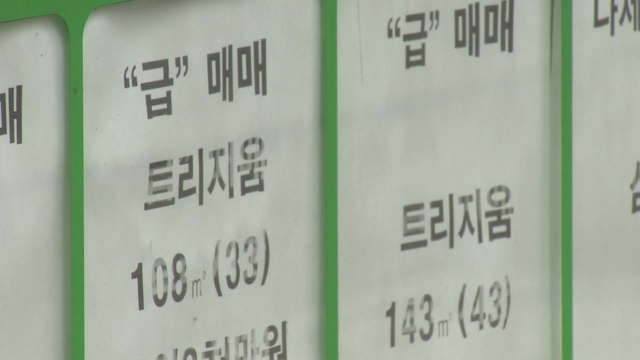 매
“급” 매매
트리지움
108㎡ (33)
“급” 매매
트리지움
143㎡ (43)